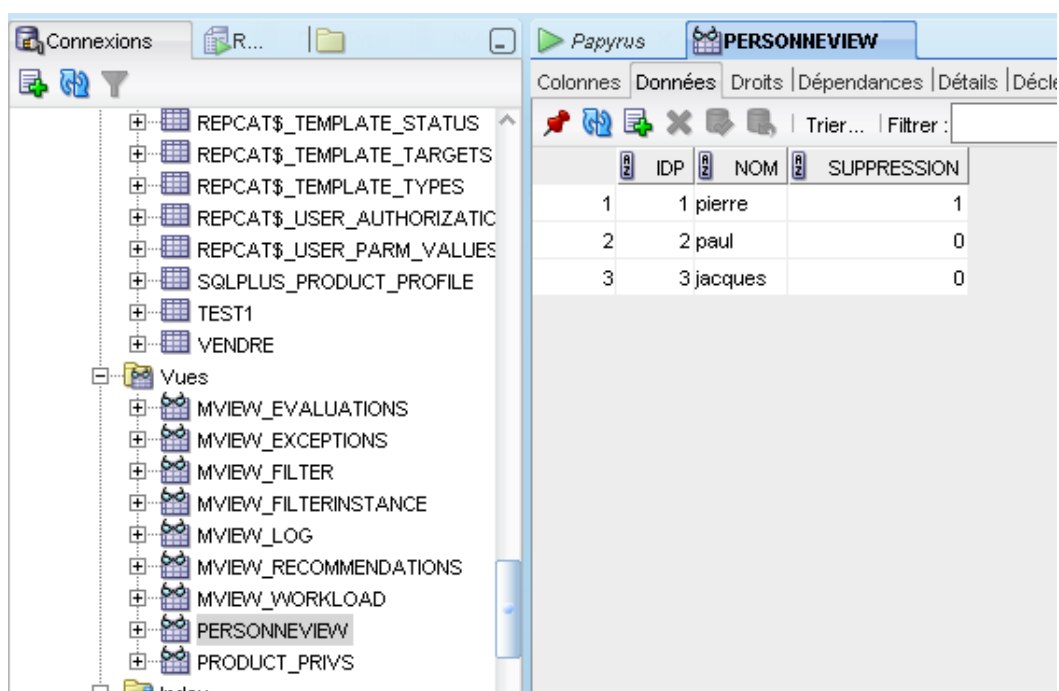 Connexions R...
REPCAT$_TEMPLATE_STATUS
REPCAT$_TEMPLATE_TARGETS
REPCAT$_TEMPLATE_TYPES
REPCAT$_USER_AUTHORIZATIC
REPCAT$_USER_PARM_VALUES
SQLPLUS_PRODUCT_PROFILE
TEST1
VENDRE
Vues
MVIEW_EVALUATIONS
MVIEW_EXCEPTIONS
MVIEW_FILTER
MVIEW_FILTERINSTANCE
MVIEW_LOG
MVIEW_RECOMMENDATIONS
MVIEW_WORKLOAD
PERSONNEVIEW
PRODUCT_PRIVS
Index
Papyrus PERSONNEVIEW
Colonnes Données Droits Dépendances Détails Décle
Trier... Filtrer :
IDP NOM SUPPRESSION
1 1 pierre 1
2 2 paul 0
3 3 jacques 0